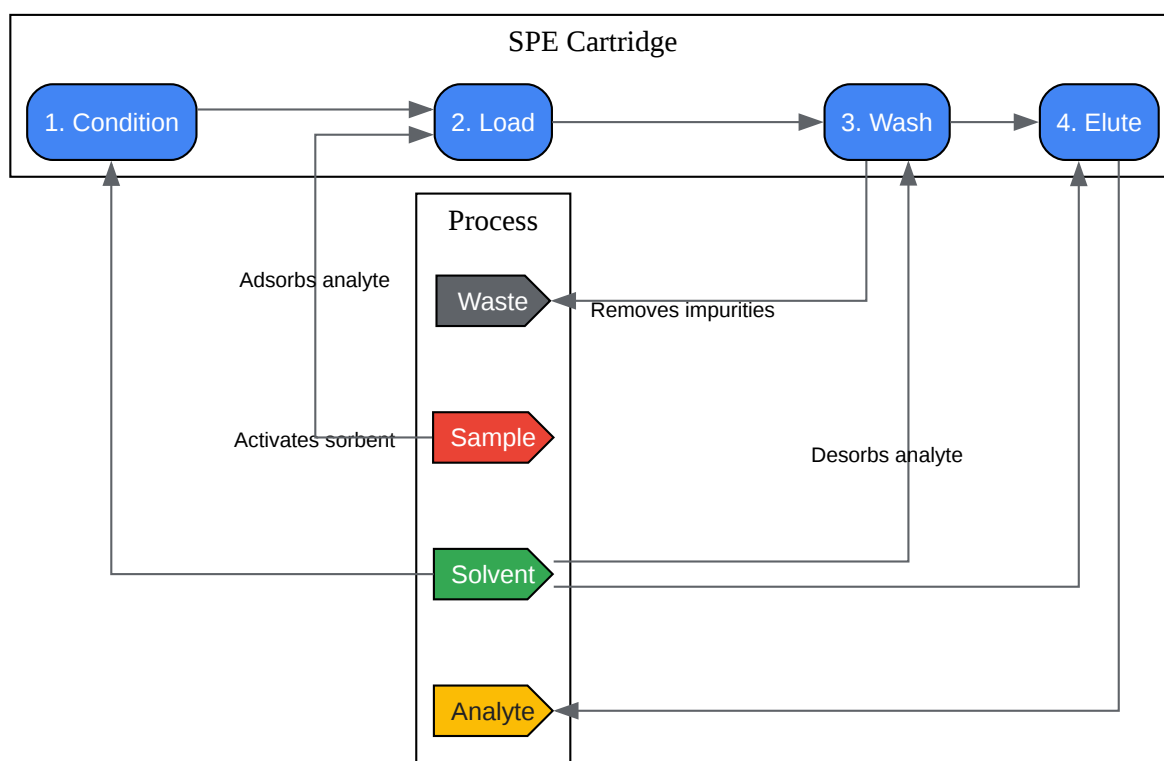 SPE Cartridge
1. Condition
2. Load
3. Wash
4. Elute
Process
Adsorbs analyte
Waste
Removes impurities
Activates sorbent
Sample
Desorbs analyte
Solvent
Analyte